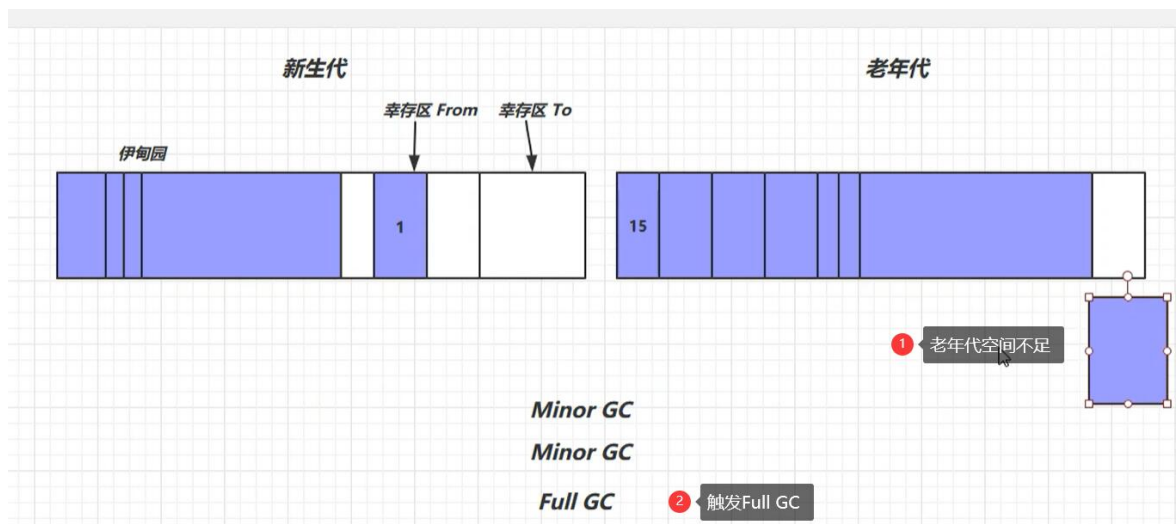 新生代
老年代
幸存区 From
幸存区 To
伊甸园
1
15
1 老年代空间不足
Minor GC
Minor GC
Full GC
2 触发Full GC